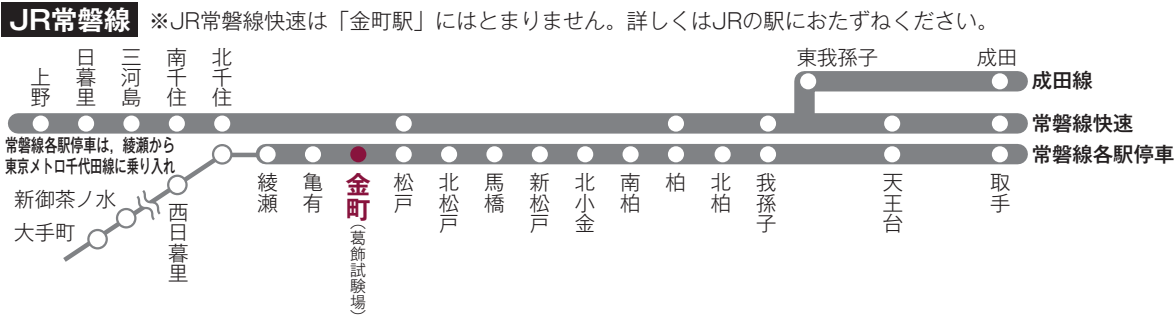 JR常磐線 ※JR常磐線快速は「金町駅」にはとまりません。詳しくはJRの駅におたずねください。
上野
日暮里
三河島
南千住
北千住
東我孫子
成田
成田線
常磐線快速
常磐線各駅停車は，綾瀬から
東京メトロ千代田線に乗り入れ
常磐線各駅停車
新御茶ノ水
大手町
西日暮里
綾瀬
亀有
金町（葛飾試験場）
松戸
北松戸
馬橋
新松戸
北小金
南柏
柏
北柏
我孫子
天王台
取手